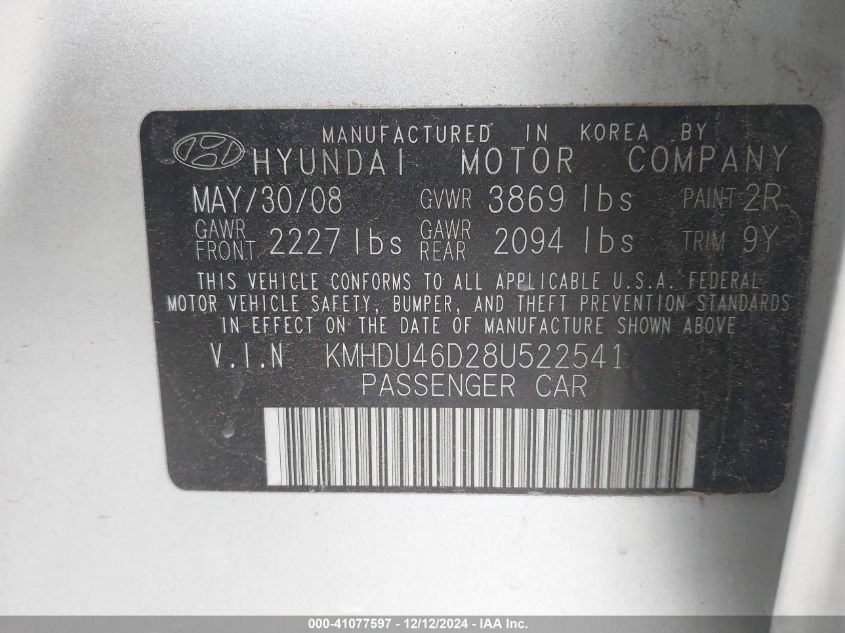 MANUFACTURED IN KOREA BY
HYUNDAI MOTOR COMPANY
MAY/30/08 GVWR 3869 lbs PAINT 2R
GAWR FRONT 2227 lbs GAWR REAR 2094 lbs TRIM 9Y
THIS VEHICLE CONFORMS TO ALL APPLICABLE U.S.A. FEDERAL
MOTOR VEHICLE SAFETY, BUMPER, AND THEFT PREVENTION STANDARDS
IN EFFECT ON THE DATE OF MANUFACTURE SHOWN ABOVE
V.I.N KMHDU46D28U522541
PASSENGER CAR
000-41077597 - 12/12/2024 - IAA Inc.